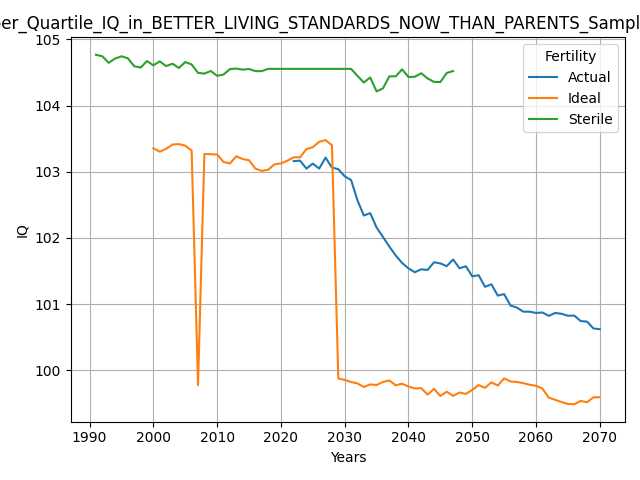 per_Quartile_IQ_in_BETTER_LIVING_STANDARDS_NOW_THAN_PARENTS_Sampl
105
104
103
102
101
100
IQ
Fertility
Actual
Ideal
Sterile
1990 2000 2010 2020 2030 2040 2050 2060 2070
Years